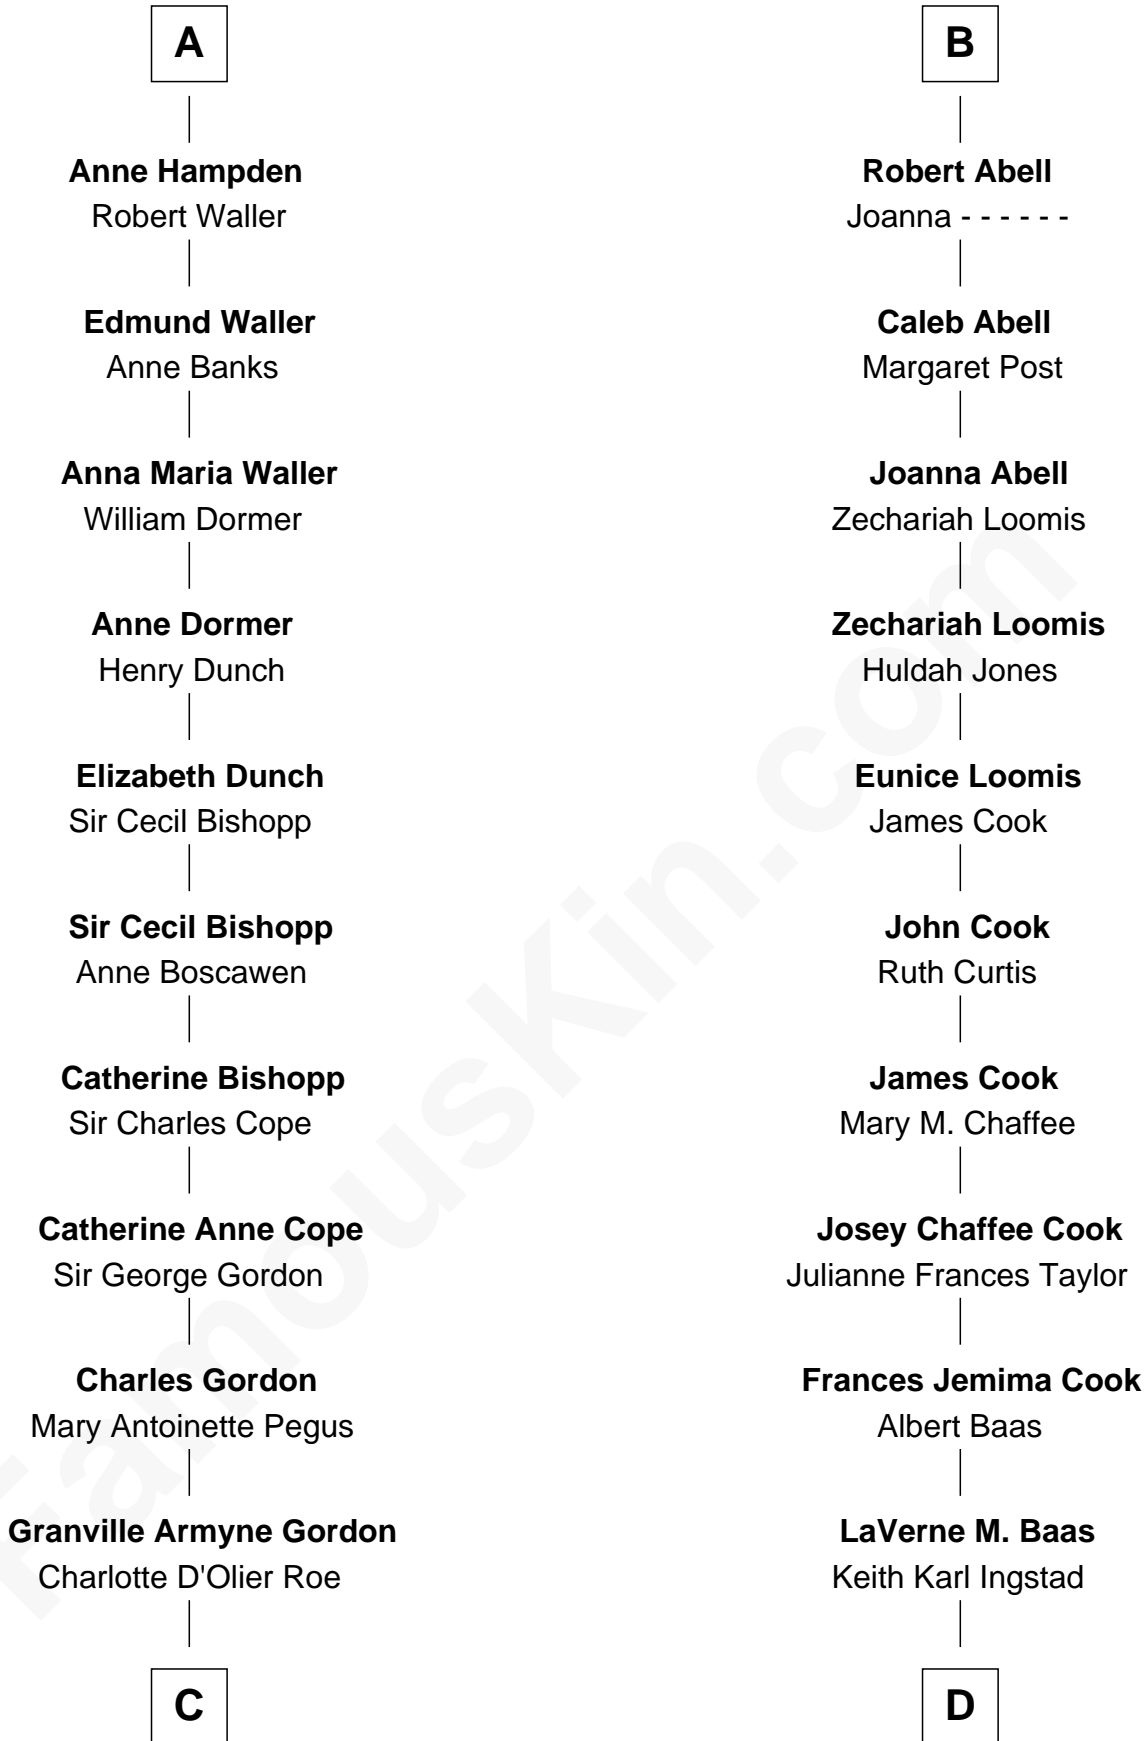 A
Anne Hampden
Robert Waller
Edmund Waller
Anne Banks
Anna Maria Waller
William Dormer
Anne Dormer
Henry Dunch
Elizabeth Dunch
Sir Cecil Bishopp
Sir Cecil Bishopp
Anne Boscawen
Catherine Bishopp
Sir Charles Cope
Catherine Anne Cope
Sir George Gordon
Charles Gordon
Mary Antoinette Pegus
Granville Armyne Gordon
Charlotte D'Olier Roe
C
B
Robert Abell
Joanna - - - - - -
Caleb Abell
Margaret Post
Joanna Abell
Zechariah Loomis
Zechariah Loomis
Huldah Jones
Eunice Loomis
James Cook
John Cook
Ruth Curtis
James Cook
Mary M. Chaffee
Josey Chaffee Cook
Julianne Frances Taylor
Frances Jemima Cook
Albert Baas
LaVerne M. Baas
Keith Karl Ingstad
D
FamousKin.com